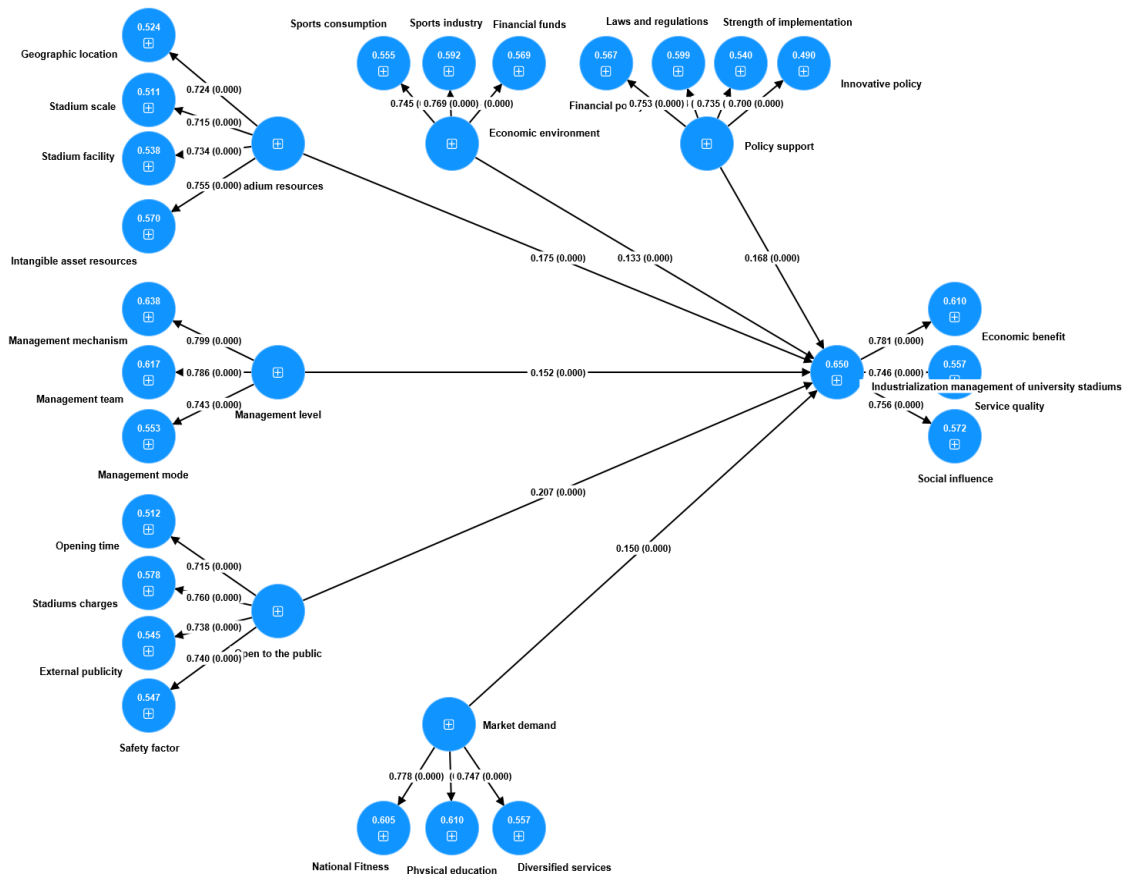 Geographic location
0.524
0.724 (0.000)
Stadium scale
0.511
0.715 (0.000)
Stadium facility
0.538
0.734 (0.000)
0.755 (0.000)
0.570
Intangible asset resources
adium resources
Sports consumption
Sports industry
Financial funds
0.555
0.592
0.569
0.745 (
0.769 (0.000)
(0.000)
Economic environment
Laws and regulations
Strength of implementation
0.567
0.599
0.540
0.490
Innovative policy
Financial po
0.753 (0.000)
0.735
0.700 (0.000)
Policy support
0.175 (0.000)
0.133 (0.000)
0.168 (0.000)
0.638
Management mechanism
0.799 (0.000)
0.617
0.786 (0.000)
Management team
0.743 (0.000)
Management level
0.553
Management mode
0.152 (0.000)
0.650
0.610
0.781 (0.000)
Economic benefit
0.746 (0.000)
0.557
Industrialization management of university stadiums
0.756 (0.000)
Service quality
0.572
Social influence
0.512
Opening time
0.715 (0.000)
0.578
Stadiums charges
0.760 (0.000)
0.545
0.738 (0.000)
External publicity
0.740 (0.000)
pen to the public
0.547
Safety factor
0.207 (0.000)
0.150 (0.000)
Market demand
0.778 (0.000)
0.747 (0.000)
0.605
0.610
0.557
National Fitness
Physical education
Diversified services